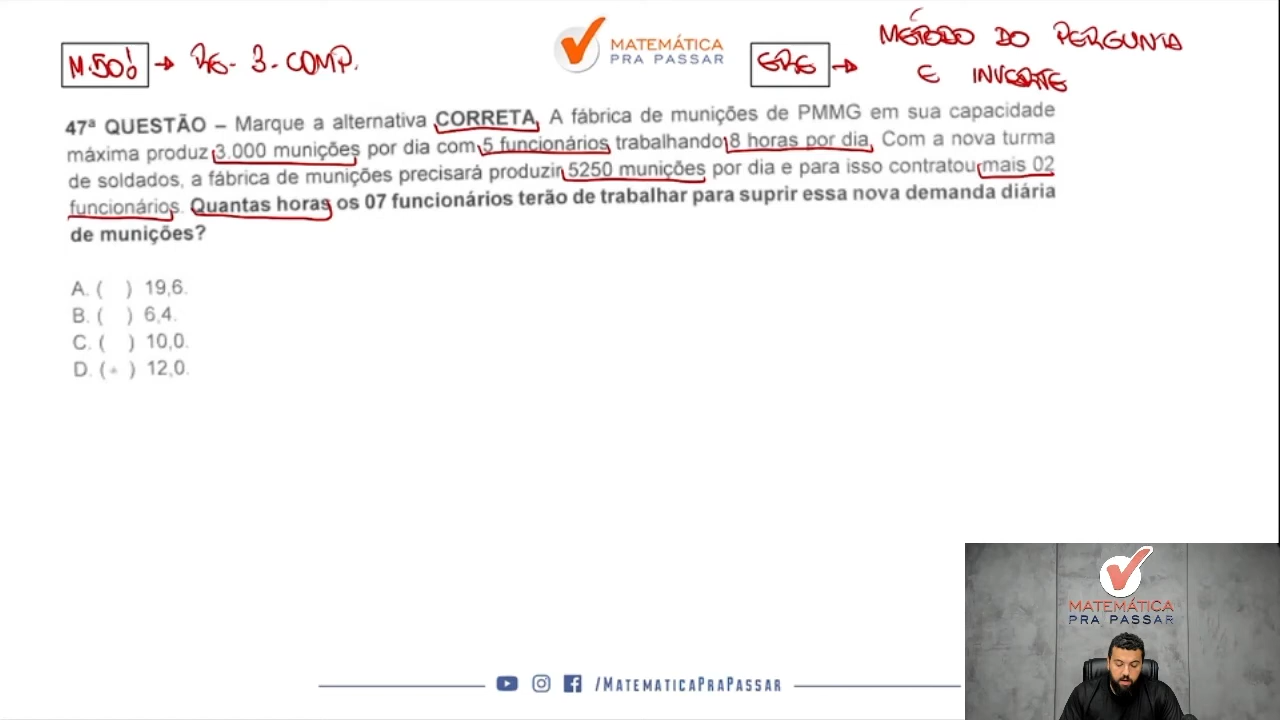 M.50! → RG-3-COMP.
MATEMÁTICA
PRA PASSAR
MÉTODO DO PERGUNTA
E INVERTE
47ª QUESTÃO – Marque a alternativa CORRETA. A fábrica de munições de PMMG em sua capacidade
máxima produz 3.000 munições por dia com 5 funcionários trabalhando 8 horas por dia. Com a nova turma
de soldados, a fábrica de munições precisará produzir 5250 munições por dia e para isso contratou mais 02
funcionários. Quantas horas os 07 funcionários terão de trabalhar para suprir essa nova demanda diária
de munições?
A. ( ) 19,6.
B. ( ) 6,4.
C. ( ) 10,0.
D. ( ) 12,0.
MATEMÁTICA
PRA PASSAR
/MATEMATICAPRAPASSAR